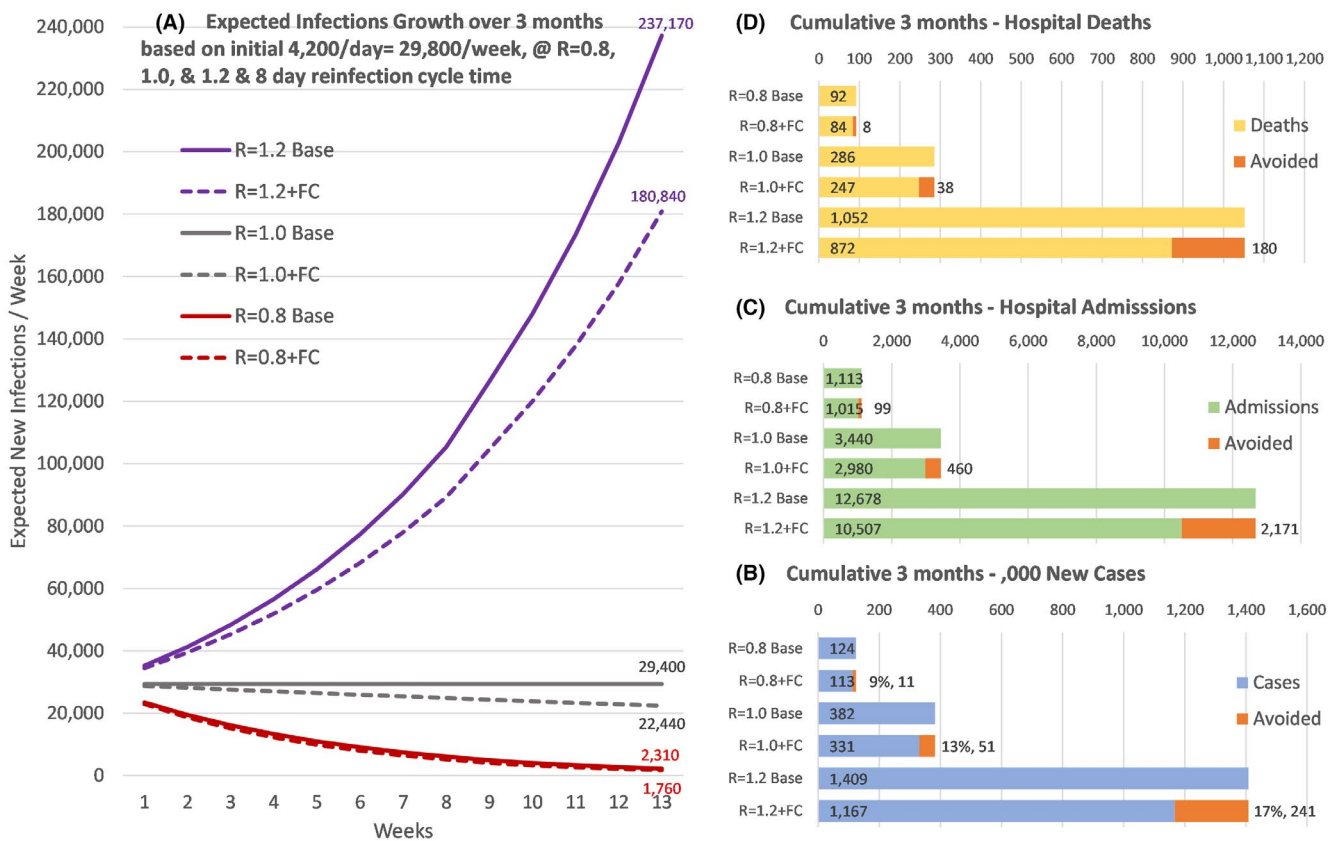 (A) Expected Infections Growth over 3 months
based on initial 4,200/day= 29,800/week, @ R=0.8,
1.0, & 1.2 & 8 day reinfection cycle time
Expected New Infections / Week
240,000
220,000
200,000
180,000
160,000
140,000
120,000
100,000
80,000
60,000
40,000
20,000
0
R=1.2 Base
R=1.2+FC
R=1.0 Base
R=1.0+FC
R=0.8 Base
R=0.8+FC
237,170
180,840
29,400
22,440
2,310
1,760
1 2 3 4 5 6 7 8 9 10 11 12 13
Weeks
(D) Cumulative 3 months - Hospital Deaths
0 100 200 300 400 500 600 700 800 900 1,000 1,100 1,200
R=0.8 Base 92
R=0.8+FC 84 8
R=1.0 Base 286
R=1.0+FC 247 38
R=1.2 Base 1,052
R=1.2+FC 872 180
Deaths
Avoided
(C) Cumulative 3 months - Hospital Admisssions
0 2,000 4,000 6,000 8,000 10,000 12,000 14,000
R=0.8 Base 1,113
R=0.8+FC 1,015 99
R=1.0 Base 3,440
R=1.0+FC 2,980 460
R=1.2 Base 12,678
R=1.2+FC 10,507 2,171
Admissions
Avoided
(B) Cumulative 3 months - ,000 New Cases
0 200 400 600 800 1,000 1,200 1,400 1,600
R=0.8 Base 124
R=0.8+FC 113 9%, 11
R=1.0 Base 382
R=1.0+FC 331 13%, 51
R=1.2 Base 1,409
R=1.2+FC 1,167 17%, 241
Cases
Avoided